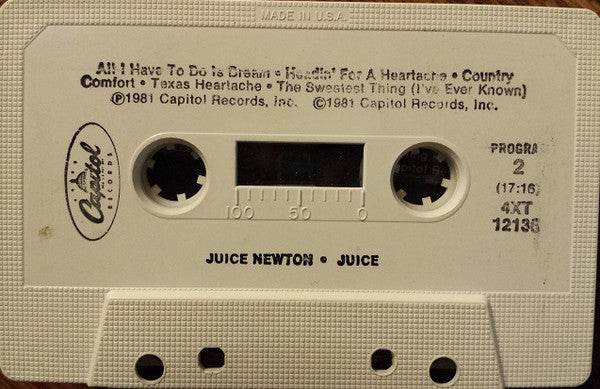 MADE IN U.S.A.
All I Have To Do Is Dream • Headin' For A Heartache • Country
Comfort • Texas Heartache • The Sweetest Thing (I've Ever Known)
℗1981 Capitol Records, Inc. ©1981 Capitol Records, Inc.
Capitol
RECORDS
PROGRA
2
(17:16)
4XT
12136
100 50 0
JUICE NEWTON • JUICE